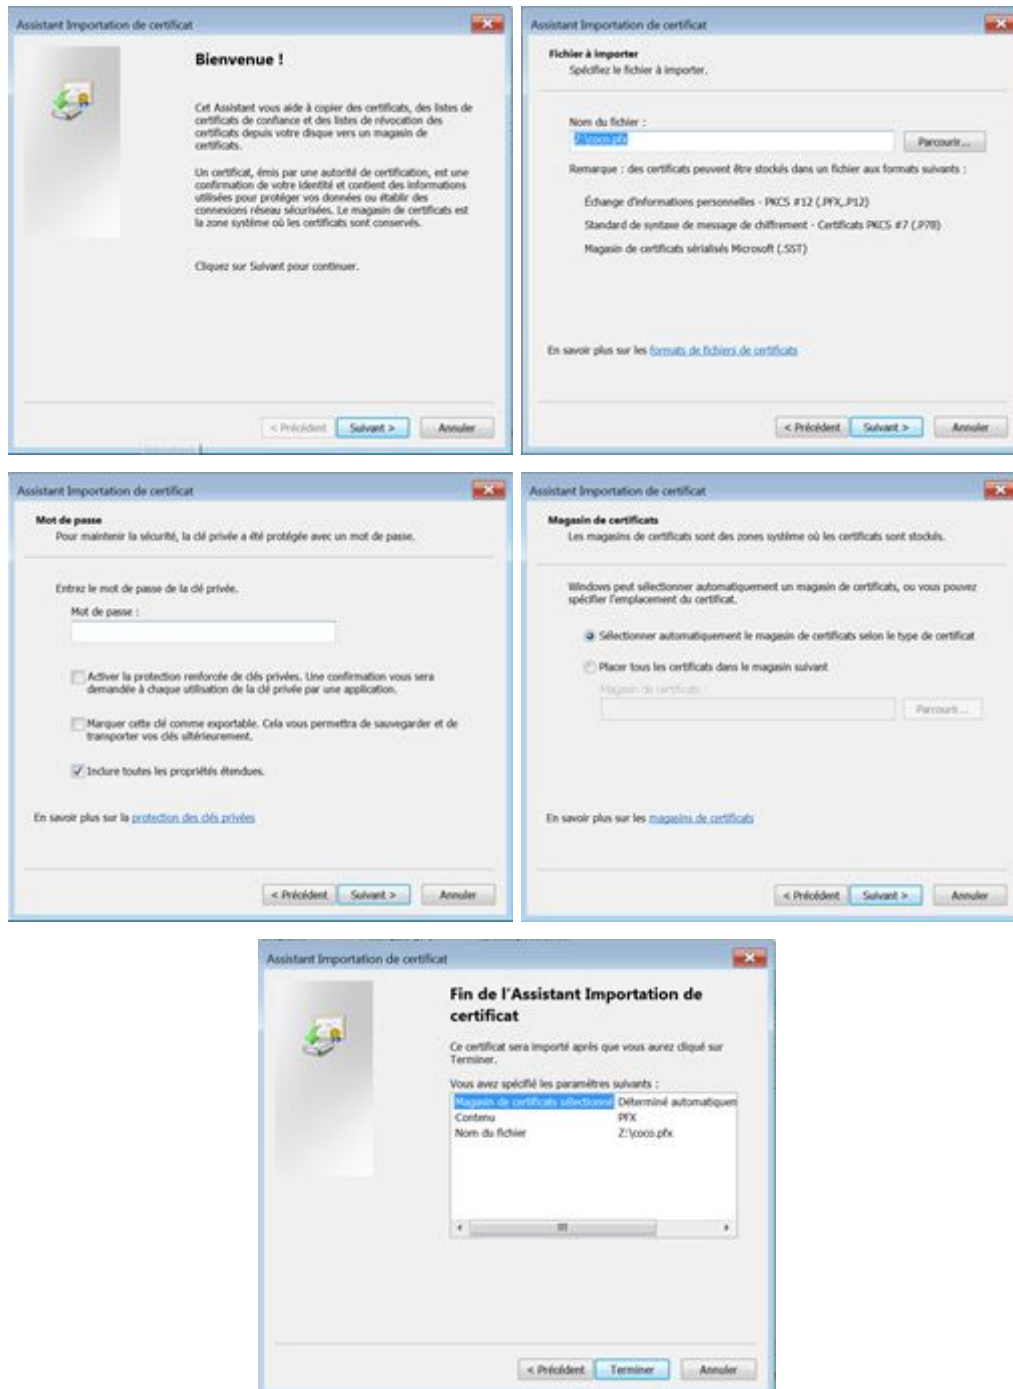 Assistant Importation de certificat
Bienvenue !
Cet Assistant vous aide à copier des certificats, des listes de
certificats de confiance et des listes de révocation des
certificats depuis votre disque vers un magasin de
certificats.
Un certificat, émis par une autorité de certification, est une
confirmation de votre identité et contient des informations
utilisées pour protéger vos données ou établir des
connexions réseau sécurisées. Le magasin de certificats est
la zone système où les certificats sont conservés.
Cliquez sur Suivant pour continuer.
< Précédent Suivant > Annuler
Assistant Importation de certificat
Fichier à importer
Spécifiez le fichier à importer.
Nom du fichier :
Z:\coco.pfx Parcourir...
Remarque : des certificats peuvent être stockés dans un fichier aux formats suivants :
Échange d'informations personnelles - PKCS #12 (.PFX,.P12)
Standard de syntaxe de message de chiffrement - Certificats PKCS #7 (.P7B)
Magasin de certificats sérialisés Microsoft (.SST)
En savoir plus sur les formats de fichiers de certificats
< Précédent Suivant > Annuler
Assistant Importation de certificat
Mot de passe
Pour maintenir la sécurité, la clé privée a été protégée avec un mot de passe.
Entrez le mot de passe de la clé privée.
Mot de passe :
Activer la protection renforcée de clés privées. Une confirmation vous sera
demandée à chaque utilisation de la clé privée par une application.
Marquer cette clé comme exportable. Cela vous permettra de sauvegarder et de
transporter vos clés ultérieurement.
Inclure toutes les propriétés étendues.
En savoir plus sur la protection des clés privées
< Précédent Suivant > Annuler
Assistant Importation de certificat
Magasin de certificats
Les magasins de certificats sont des zones système où les certificats sont stockés.
Windows peut sélectionner automatiquement un magasin de certificats, ou vous pouvez
spécifier l'emplacement du certificat.
Sélectionner automatiquement le magasin de certificats selon le type de certificat
Placer tous les certificats dans le magasin suivant
Magasin de certificats :
Parcourir...
En savoir plus sur les magasins de certificats
< Précédent Suivant > Annuler
Assistant Importation de certificat
Fin de l'Assistant Importation de
certificat
Ce certificat sera importé après que vous aurez cliqué sur
Terminer.
Vous avez spécifié les paramètres suivants :
Magasin de certificats sélectionné Déterminé automatiquem
Contenu PFX
Nom du fichier Z:\coco.pfx
< Précédent Terminer Annuler